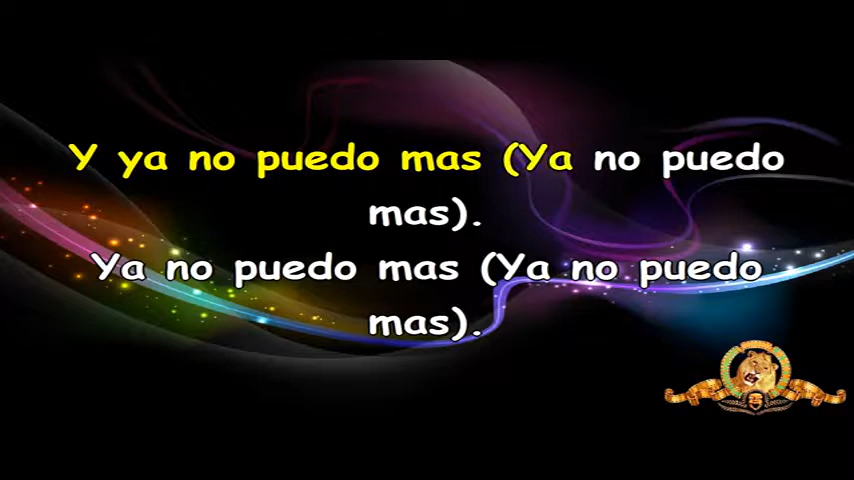 Y ya no puedo mas (Ya no puedo
mas).
Ya no puedo mas (Ya no puedo
mas).